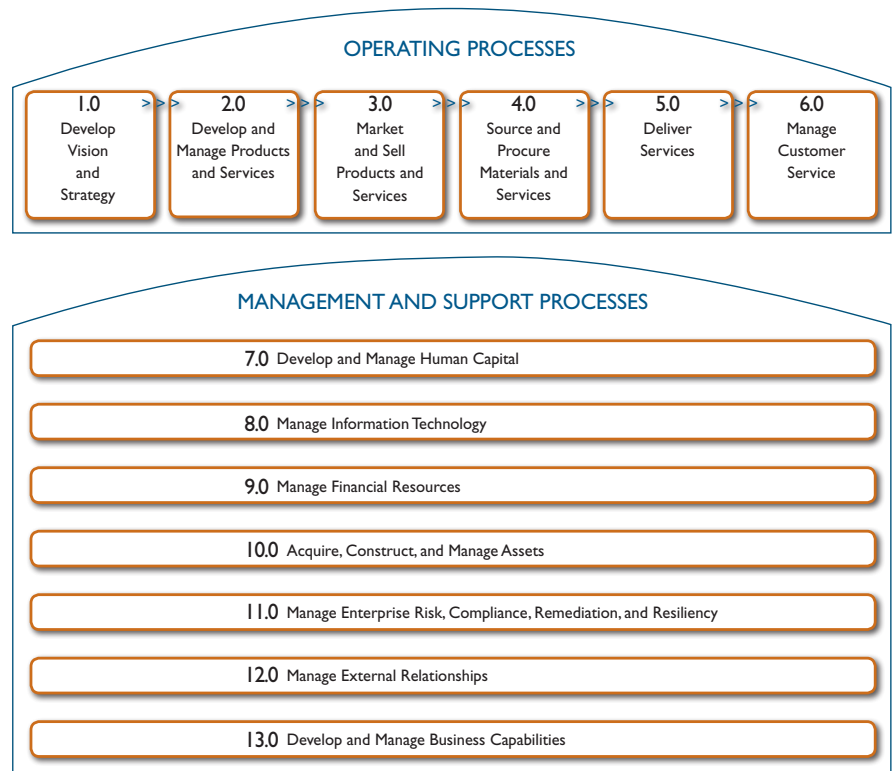 OPERATING PROCESSES
1.0
Develop
Vision
and
Strategy
> > >
2.0
Develop and
Manage Products
and Services
> > >
3.0
Market
and Sell
Products and
Services
> > >
4.0
Source and
Procure
Materials and
Services
> > >
5.0
Deliver
Services
> > >
6.0
Manage
Customer
Service
MANAGEMENT AND SUPPORT PROCESSES
7.0 Develop and Manage Human Capital
8.0 Manage Information Technology
9.0 Manage Financial Resources
10.0 Acquire, Construct, and Manage Assets
11.0 Manage Enterprise Risk, Compliance, Remediation, and Resiliency
12.0 Manage External Relationships
13.0 Develop and Manage Business Capabilities